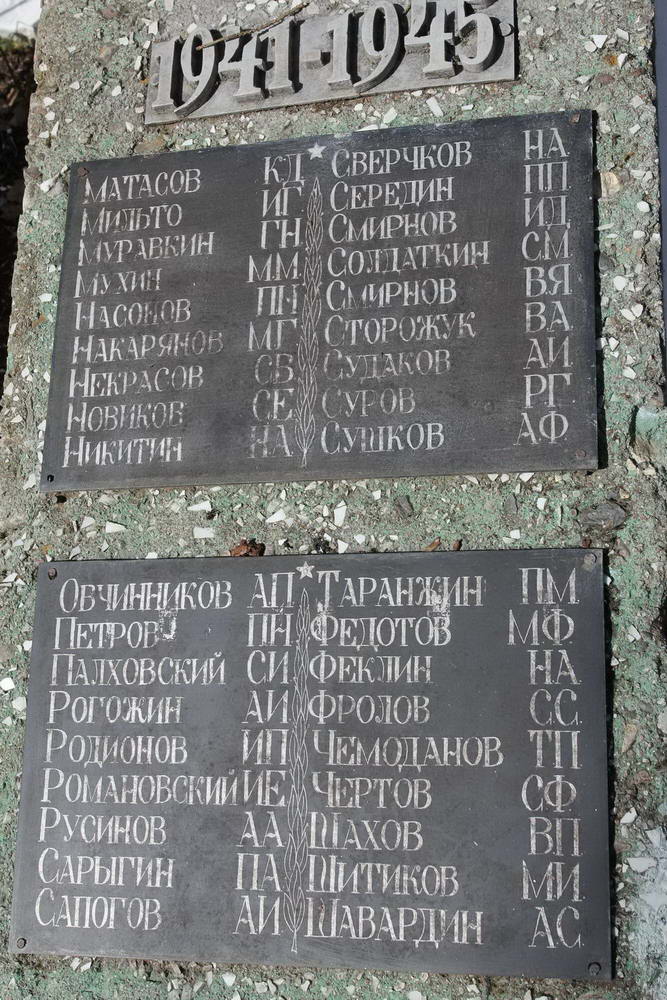 1941-1945
МАТАСОВ КД
МИЛЬТО ИГ
МУРАВКИН ГН
МУХИН ММ
НАСОНОВ ПН
НАКАРЯНОВ МГ
НЕКРАСОВ СВ
НОВИКОВ СЕ
НИКИТИН НА
СВЕРЧКОВ НА
СЕРЕДИН ПП
СМИРНОВ ИД
СОЛДАТКИН СМ
СМИРНОВ ВЯ
СТОРОЖУК ВА
СУДАКОВ АИ
СУРОВ РГ
СУШКОВ АФ
ОВЧИННИКОВ АП
ПЕТРОВ ПН
ПАЛХОВСКИЙ СИ
РОГОЖИН АИ
РОДИОНОВ ИП
РОМАНОВСКИЙ ИЕ
РУСИНОВ АА
САРЫГИН ПА
САПОГОВ АИ
ТАРАНЖИН ПМ
ФЕДОТОВ МФ
ФЕКЛИН НА
ФРОЛОВ СС
ЧЕМОДАНОВ ТП
ЧЕРТОВ СФ
ШАХОВ ВП
ШИТИКОВ МИ
ШАВАРДИН АС